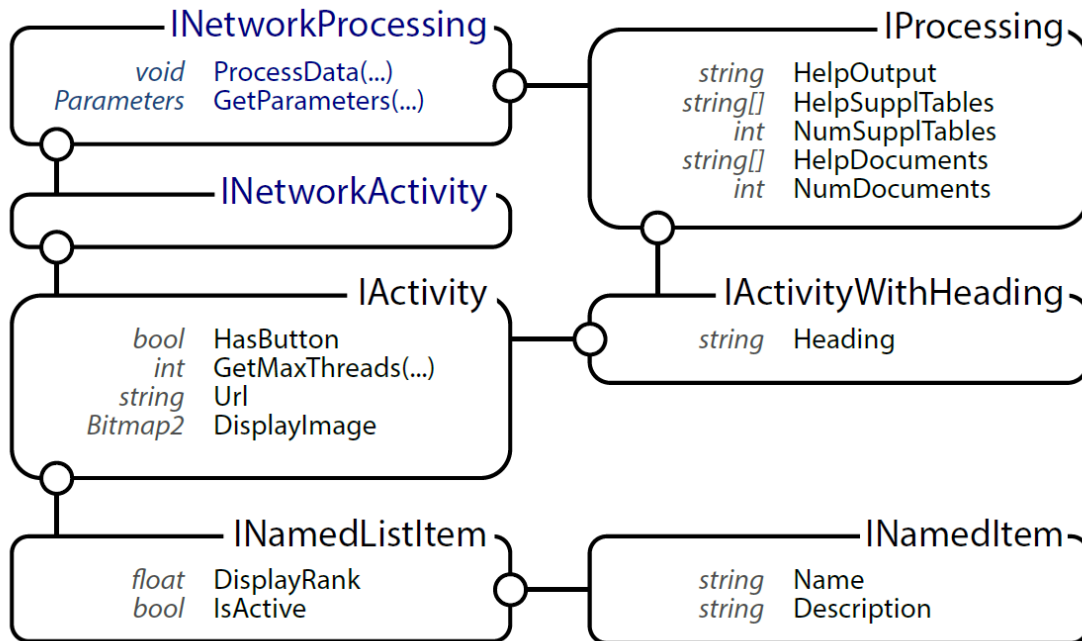 INetworkProcessing
void ProcessData(...)
Parameters GetParameters(...)
IProcessing
string HelpOutput
string[] HelpSupplTables
int NumSupplTables
string[] HelpDocuments
int NumDocuments
INetworkActivity
IActivity
bool HasButton
int GetMaxThreads(...)
string Url
Bitmap2 DisplayImage
IActivityWithHeading
string Heading
INamedListItem
float DisplayRank
bool IsActive
INamedItem
string Name
string Description